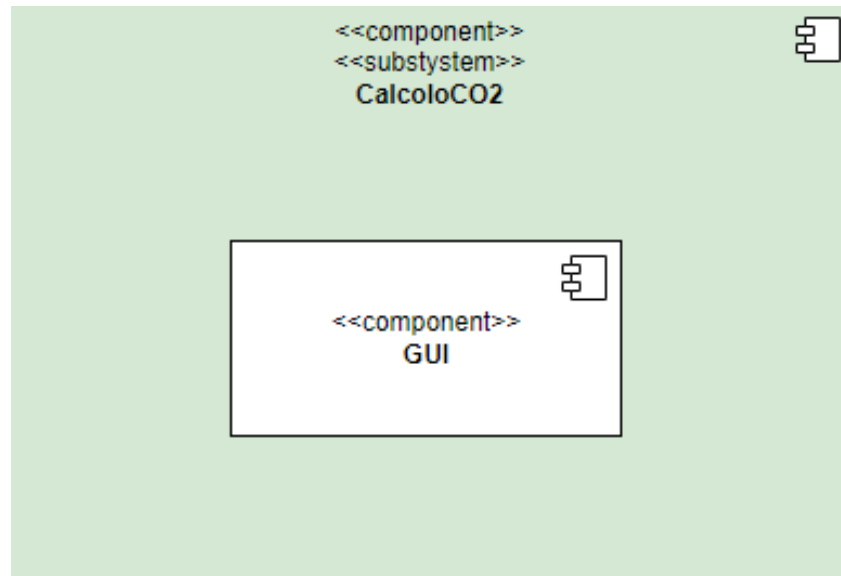 <<component>>
<<substystem>>
CalcoloCO2
<<component>>
GUI